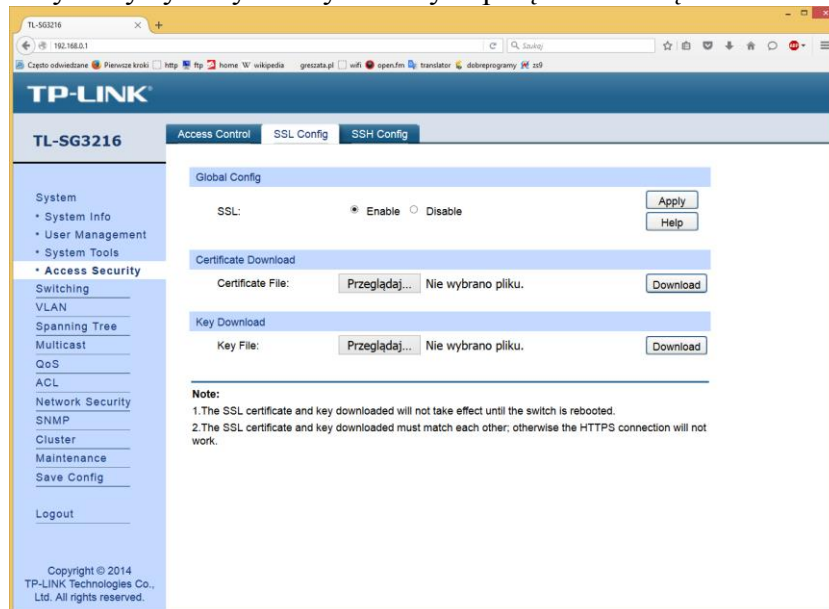 TL-SG3216
192.168.0.1
Szukaj
Często odwiedzane Pierwsze kroki http ftp home W wikipedia greszata.pl wifi open.fm translator dobreprogramy zs9
TP-LINK
TL-SG3216
Access Control SSL Config SSH Config
Global Config
SSL: Enable Disable
Apply
Help
Certificate Download
Certificate File: Przeglądaj... Nie wybrano pliku. Download
Key Download
Key File: Przeglądaj... Nie wybrano pliku. Download
Note:
1.The SSL certificate and key downloaded will not take effect until the switch is rebooted.
2.The SSL certificate and key downloaded must match each other; otherwise the HTTPS connection will not
work.
System
• System Info
• User Management
• System Tools
• Access Security
Switching
VLAN
Spanning Tree
Multicast
QoS
ACL
Network Security
SNMP
Cluster
Maintenance
Save Config
Logout
Copyright © 2014
TP-LINK Technologies Co.,
Ltd. All rights reserved.